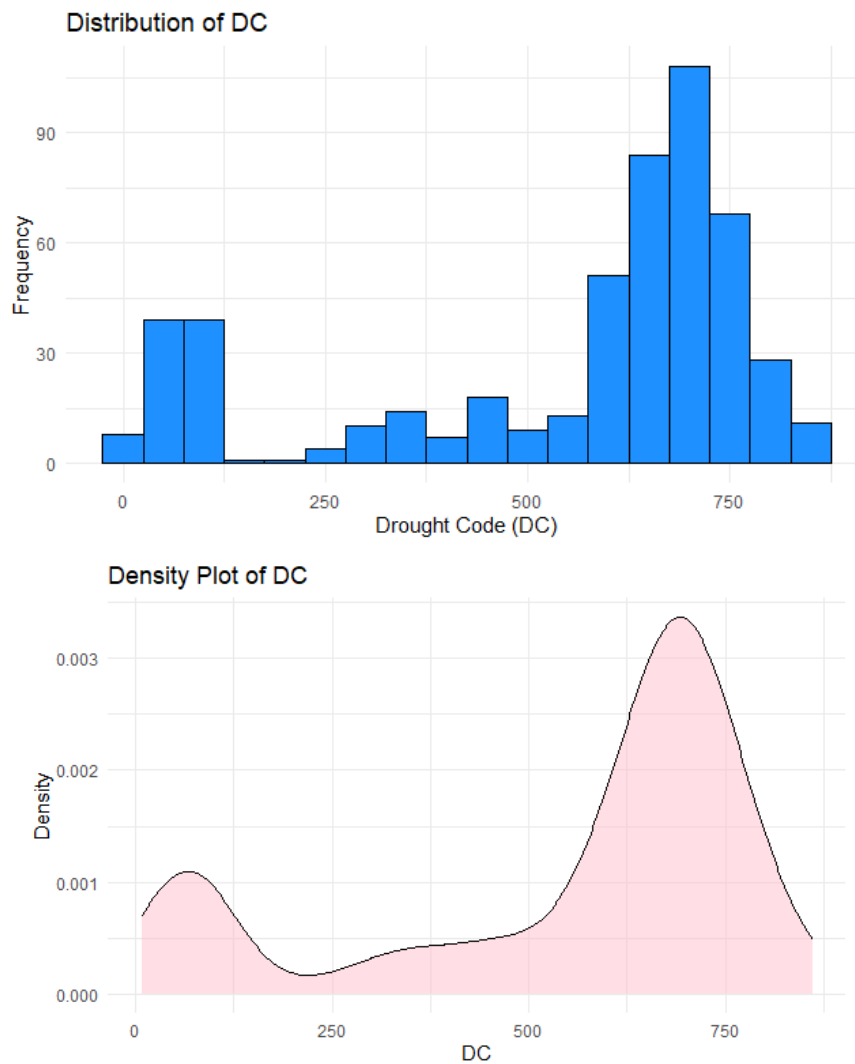 Distribution of DC
90
60
30
0
Frequency
0 250 500 750
Drought Code (DC)
Density Plot of DC
0.003
0.002
0.001
0.000
Density
0 250 500 750
DC